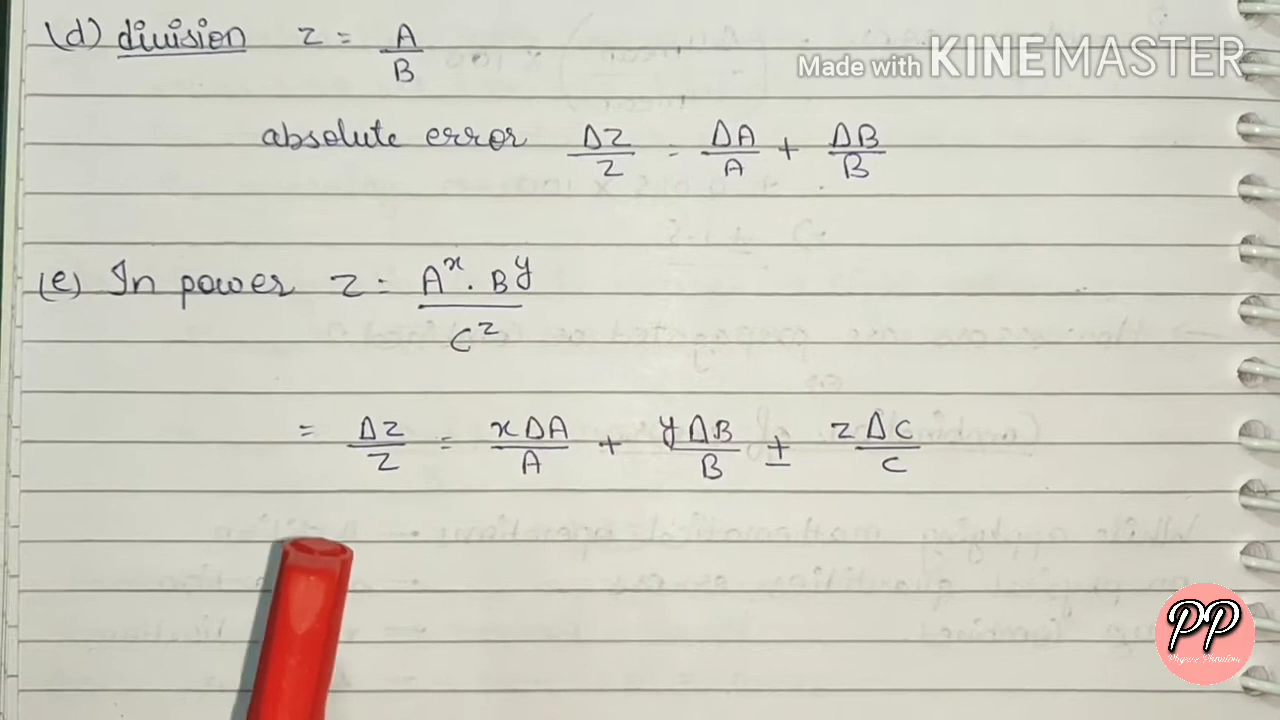 (d) division z = A/B
Made with KINEMASTER
absolute error Δz/z = ΔA/A + ΔB/B
(e) In power z = A^x . B^y / C^z
= Δz/z = xΔA/A + yΔB/B ± zΔC/C
PP